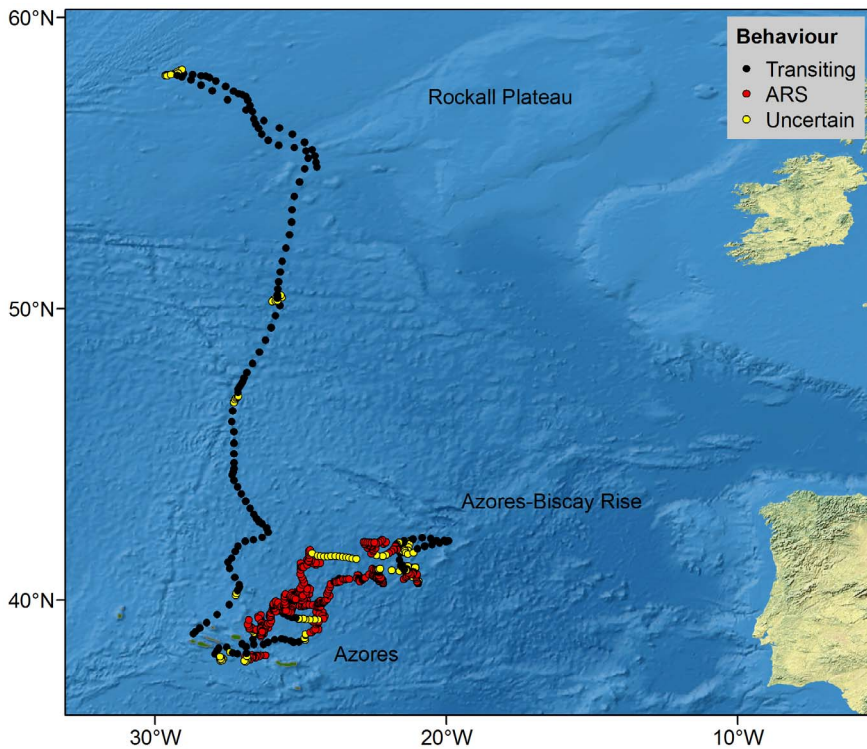 60°N
Behaviour
Transiting
ARS
Uncertain
Rockall Plateau
50°N
Azores-Biscay Rise
40°N
Azores
30°W
20°W
10°W